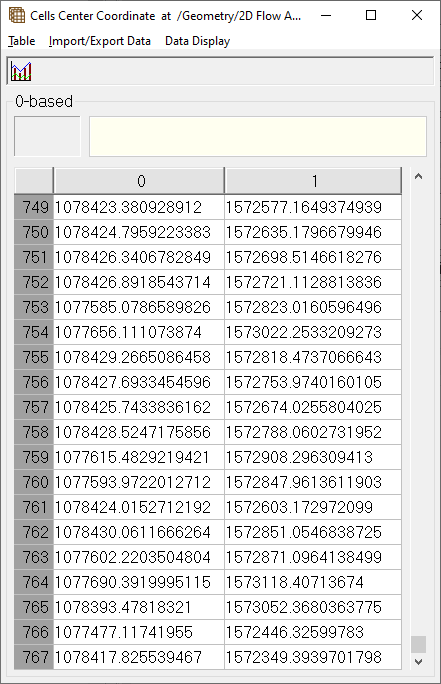 Cells Center Coordinate at /Geometry/2D Flow A...
Table Import/Export Data Data Display
0-based
0 1
749 1078423.380928912 1572577.1649374939
750 1078424.7959223383 1572635.1796679946
751 1078426.3406782849 1572698.5146618276
752 1078426.8918543714 1572721.1128813836
753 1077585.0786589826 1572823.0160596496
754 1077656.111073874 1573022.2533209273
755 1078429.2665086458 1572818.4737066643
756 1078427.6933454596 1572753.9740160105
757 1078425.7433836162 1572674.0255804025
758 1078428.5247175856 1572788.0602731952
759 1077615.4829219421 1572908.296309413
760 1077593.9722012712 1572847.9613611903
761 1078424.0152712192 1572603.172972099
762 1078430.0611666264 1572851.0546838725
763 1077602.2203504804 1572871.0964138499
764 1077690.3919995115 1573118.40713674
765 1078393.47818321 1573052.3680363775
766 1077477.11741955 1572446.32599783
767 1078417.825539467 1572349.3939701798